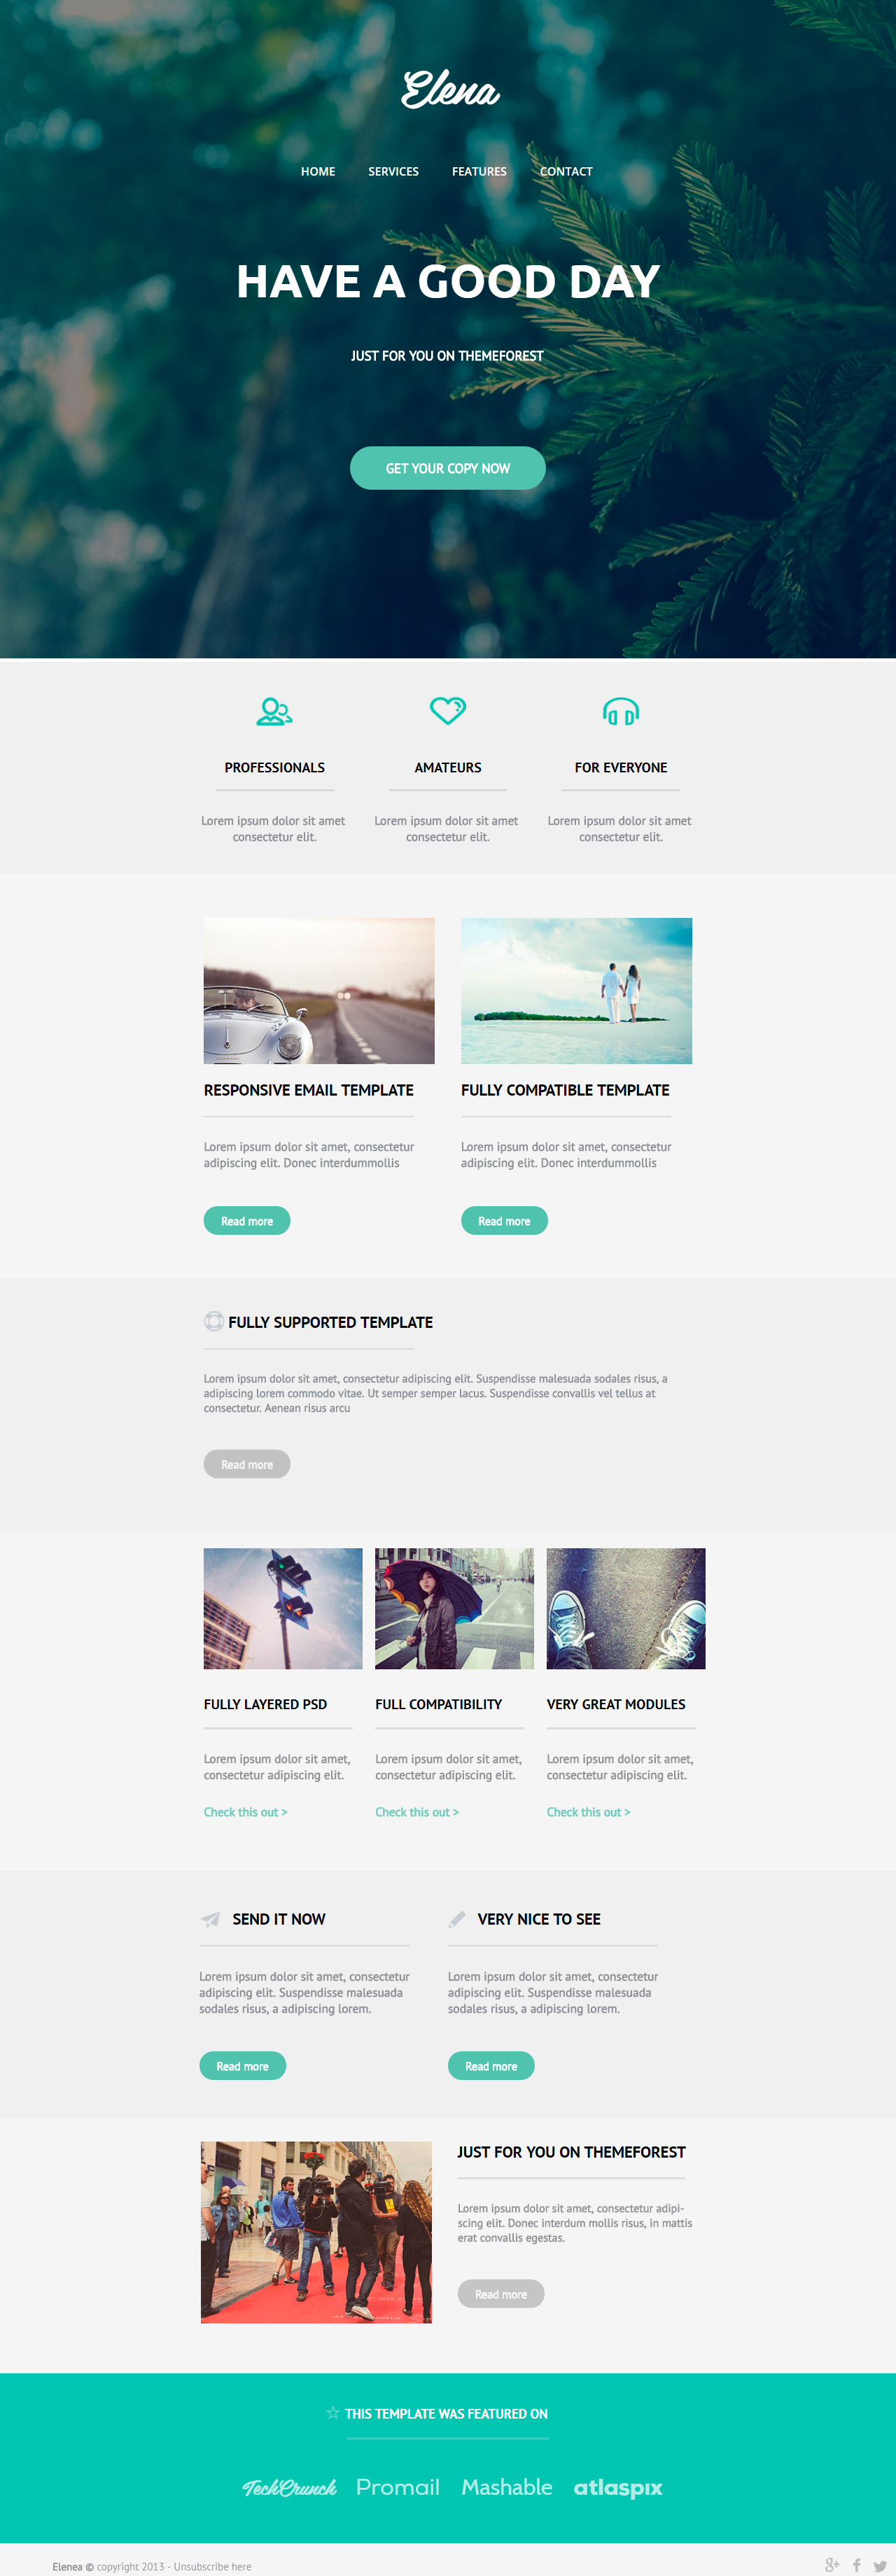 Elena
HOME SERVICES FEATURES CONTACT
HAVE A GOOD DAY
JUST FOR YOU ON THEMEFOREST
GET YOUR COPY NOW
PROFESSIONALS
Lorem ipsum dolor sit amet
consectetur elit.
AMATEURS
Lorem ipsum dolor sit amet
consectetur elit.
FOR EVERYONE
Lorem ipsum dolor sit amet
consectetur elit.
RESPONSIVE EMAIL TEMPLATE
Lorem ipsum dolor sit amet, consectetur
adipiscing elit. Donec interdummollis
Read more
FULLY COMPATIBLE TEMPLATE
Lorem ipsum dolor sit amet, consectetur
adipiscing elit. Donec interdummollis
Read more
FULLY SUPPORTED TEMPLATE
Lorem ipsum dolor sit amet, consectetur adipiscing elit. Suspendisse malesuada sodales risus, a
adipiscing lorem commodo vitae. Ut semper semper lacus. Suspendisse convallis vel tellus at
consectetur. Aenean risus arcu
Read more
FULLY LAYERED PSD
Lorem ipsum dolor sit amet,
consectetur adipiscing elit.
Check this out >
FULL COMPATIBILITY
Lorem ipsum dolor sit amet,
consectetur adipiscing elit.
Check this out >
VERY GREAT MODULES
Lorem ipsum dolor sit amet,
consectetur adipiscing elit.
Check this out >
SEND IT NOW
Lorem ipsum dolor sit amet, consectetur
adipiscing elit. Suspendisse malesuada
sodales risus, a adipiscing lorem.
Read more
VERY NICE TO SEE
Lorem ipsum dolor sit amet, consectetur
adipiscing elit. Suspendisse malesuada
sodales risus, a adipiscing lorem.
Read more
JUST FOR YOU ON THEMEFOREST
Lorem ipsum dolor sit amet, consectetur adipi-
scing elit. Donec interdum mollis risus, in mattis
erat convallis egestas.
Read more
THIS TEMPLATE WAS FEATURED ON
TechCrunch Promail Mashable atlaspix
Elenea © copyright 2013 - Unsubscribe here